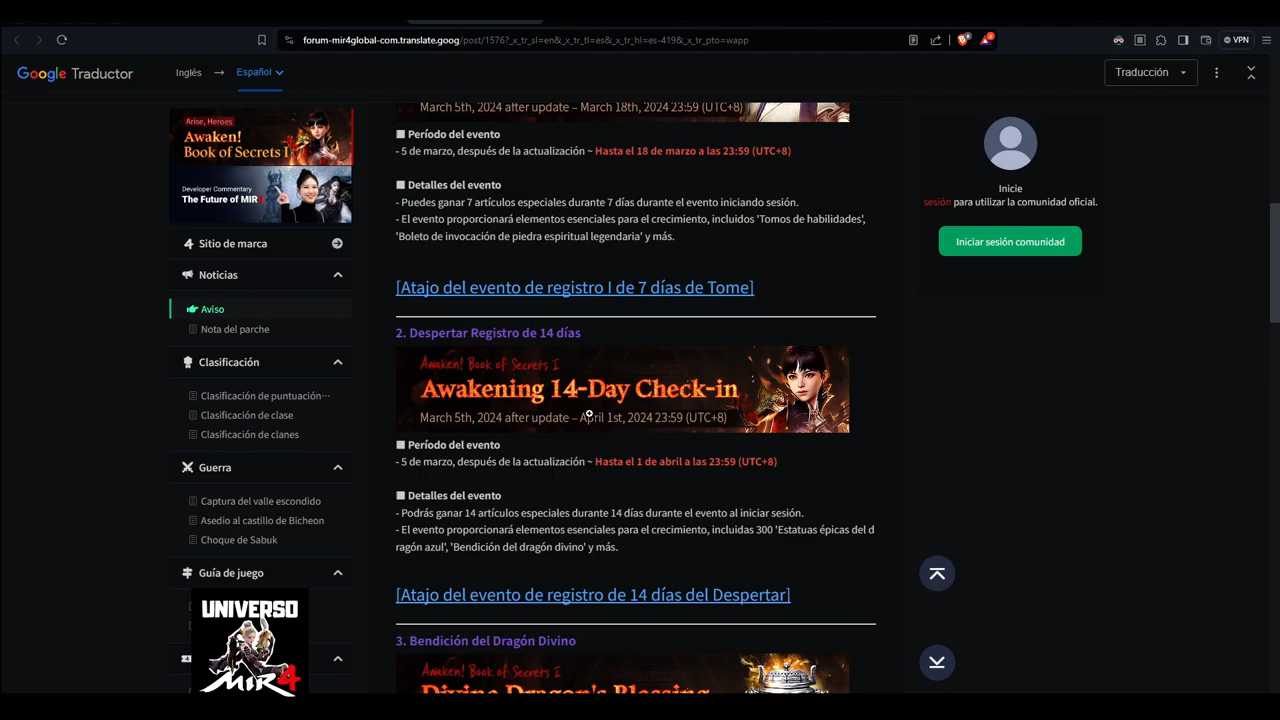 forum-mir4global-com.translate.goog/post/1576?_x_tr_sl=en&_x_tr_tl=es&_x_tr_hl=es-419&_x_tr_pto=wapp
VPN
Google Traductor
Inglés
Español
Traducción
Arise, Heroes
Awaken!
Book of Secrets I
Developer Commentary
The Future of MIR4
Sitio de marca
Noticias
Aviso
Nota del parche
Clasificación
Clasificación de puntuación···
Clasificación de clase
Clasificación de clanes
Guerra
Captura del valle escondido
Asedio al castillo de Bicheon
Choque de Sabuk
Guía de juego
UNIVERSO
MIR4
March 5th, 2024 after update – March 18th, 2024 23:59 (UTC+8)
■ Período del evento
- 5 de marzo, después de la actualización ~ Hasta el 18 de marzo a las 23:59 (UTC+8)
■ Detalles del evento
- Puedes ganar 7 artículos especiales durante 7 días durante el evento iniciando sesión.
- El evento proporcionará elementos esenciales para el crecimiento, incluidos 'Tomos de habilidades',
'Boleto de invocación de piedra espiritual legendaria' y más.
[Atajo del evento de registro I de 7 días de Tome]
2. Despertar Registro de 14 días
Awaken! Book of Secrets I
Awakening 14-Day Check-in
March 5th, 2024 after update – April 1st, 2024 23:59 (UTC+8)
■ Período del evento
- 5 de marzo, después de la actualización ~ Hasta el 1 de abril a las 23:59 (UTC+8)
■ Detalles del evento
- Podrás ganar 14 artículos especiales durante 14 días durante el evento al iniciar sesión.
- El evento proporcionará elementos esenciales para el crecimiento, incluidas 300 'Estatuas épicas del d
ragón azul', 'Bendición del dragón divino' y más.
[Atajo del evento de registro de 14 días del Despertar]
3. Bendición del Dragón Divino
Awaken! Book of Secrets I
Divine Dragon's Blessing
Inicie
sesión para utilizar la comunidad oficial.
Iniciar sesión comunidad